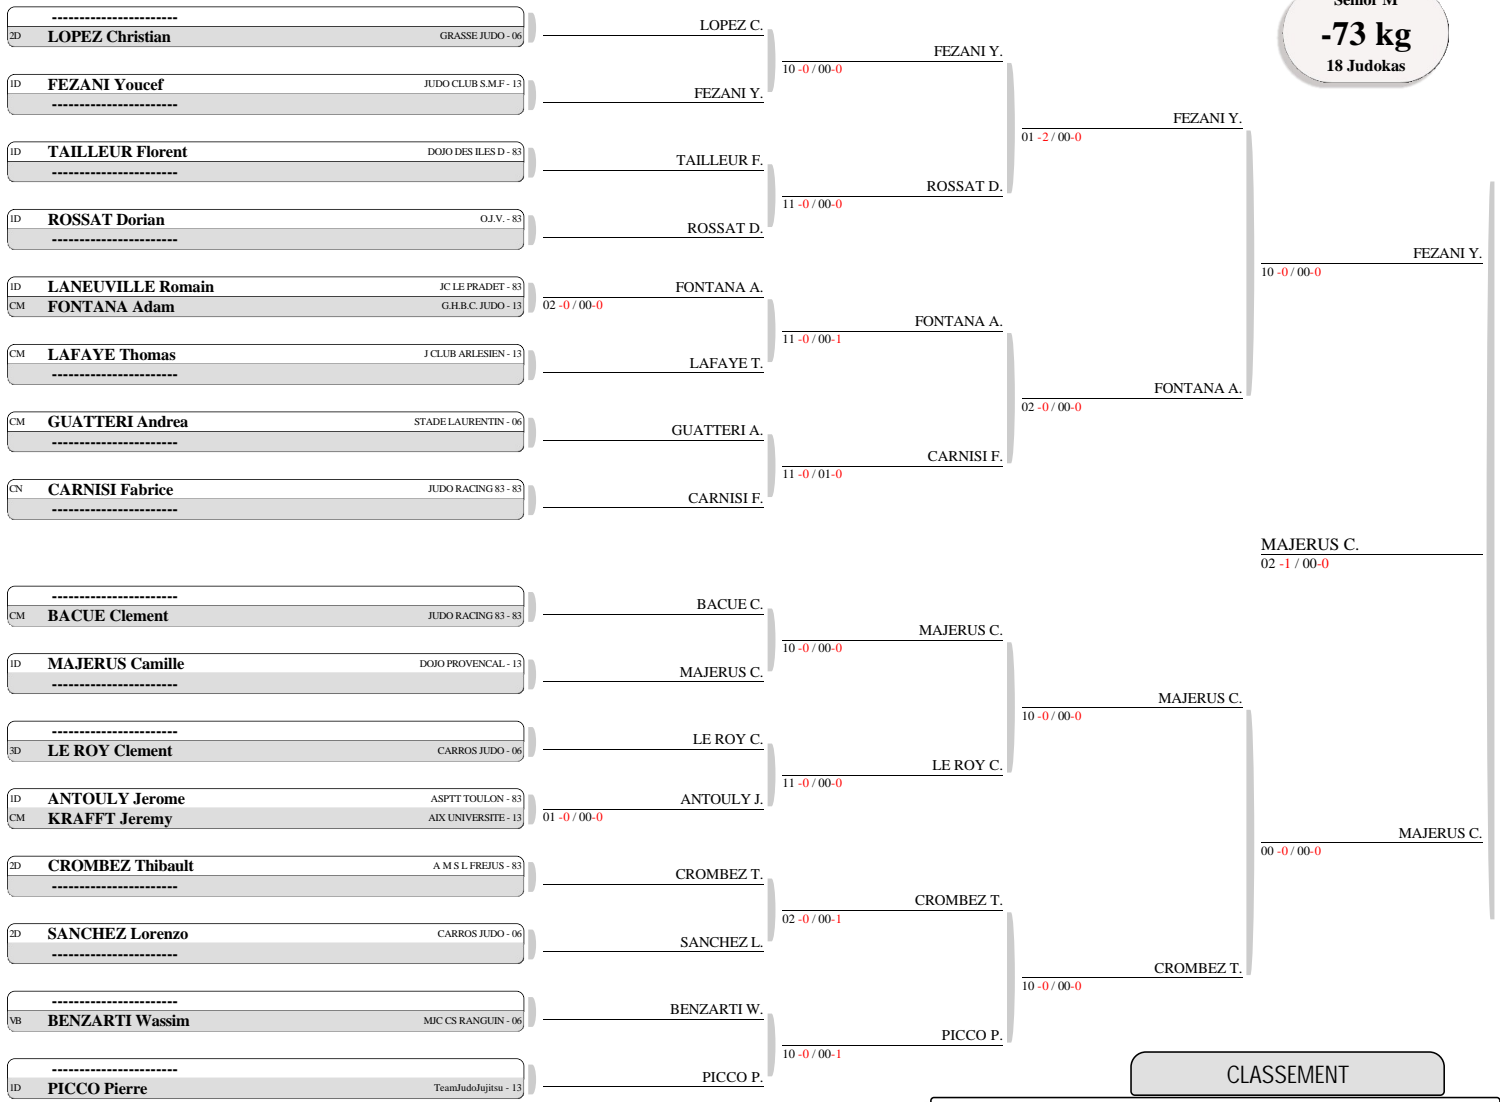 Senior M
-73 kg
18 Judokas
-----------------------
2D LOPEZ Christian GRASSE JUDO - 06
1D FEZANI Youcef JUDO CLUB S.M.F - 13
-----------------------
1D TAILLEUR Florent DOJO DES ILES D - 83
-----------------------
1D ROSSAT Dorian O.J.V. - 83
-----------------------
1D LANEUVILLE Romain JC LE PRADET - 83
CM FONTANA Adam G.H.B.C. JUDO - 13
CM LAFAYE Thomas J CLUB ARLESIEN - 13
-----------------------
CM GUATTERI Andrea STADE LAURENTIN - 06
-----------------------
CN CARNISI Fabrice JUDO RACING 83 - 83
-----------------------
-----------------------
CM BACUE Clement JUDO RACING 83 - 83
1D MAJERUS Camille DOJO PROVENCAL - 13
-----------------------
-----------------------
3D LE ROY Clement CARROS JUDO - 06
1D ANTOULY Jerome ASPTT TOULON - 83
CM KRAFFT Jeremy AIX UNIVERSITE - 13
2D CROMBEZ Thibault A M S L FREJUS - 83
-----------------------
2D SANCHEZ Lorenzo CARROS JUDO - 06
-----------------------
-----------------------
VB BENZARTI Wassim MJC CS RANGUIN - 06
-----------------------
1D PICCO Pierre TeamJudoJujitsu - 13
LOPEZ C.
FEZANI Y.
TAILLEUR F.
ROSSAT D.
FONTANA A.
02 -0 / 00-0
LAFAYE T.
GUATTERI A.
CARNISI F.
BACUE C.
MAJERUS C.
LE ROY C.
ANTOULY J.
01 -0 / 00-0
CROMBEZ T.
SANCHEZ L.
BENZARTI W.
PICCO P.
FEZANI Y.
10 -0 / 00-0
ROSSAT D.
11 -0 / 00-0
FONTANA A.
11 -0 / 00-1
CARNISI F.
11 -0 / 01-0
MAJERUS C.
10 -0 / 00-0
LE ROY C.
11 -0 / 00-0
CROMBEZ T.
02 -0 / 00-1
PICCO P.
10 -0 / 00-1
FEZANI Y.
01 -2 / 00-0
FONTANA A.
02 -0 / 00-0
MAJERUS C.
10 -0 / 00-0
CROMBEZ T.
10 -0 / 00-0
FEZANI Y.
10 -0 / 00-0
MAJERUS C.
02 -1 / 00-0
MAJERUS C.
00 -0 / 00-0
CLASSEMENT